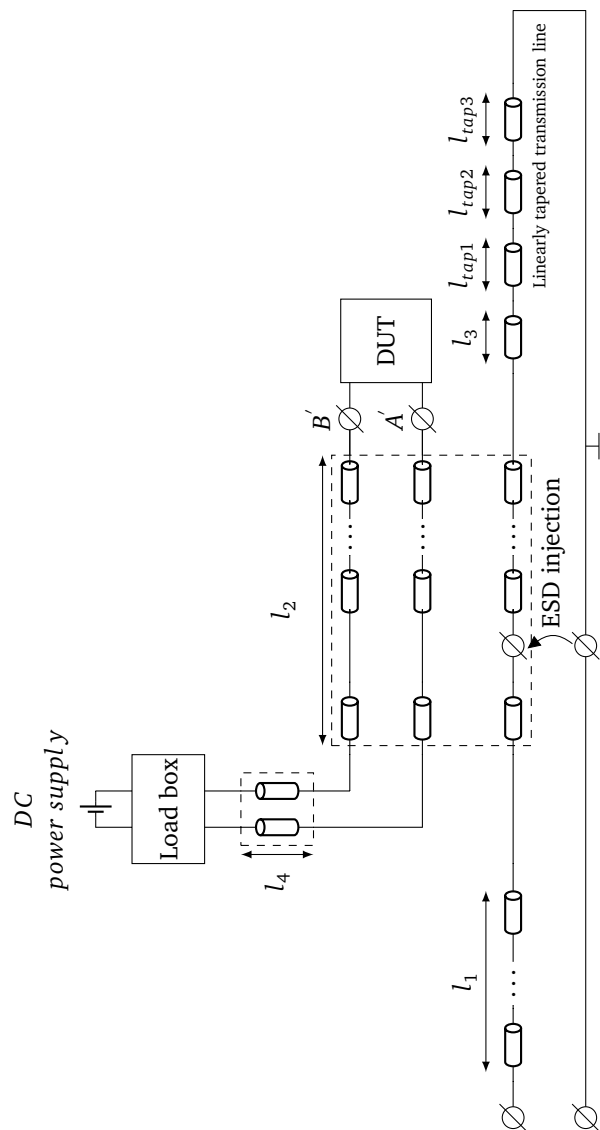 DC
power supply
Load box
l4
l2
B′
A′
DUT
l1
ESD injection
l3
ltap1
ltap2
ltap3
Linearly tapered transmission line